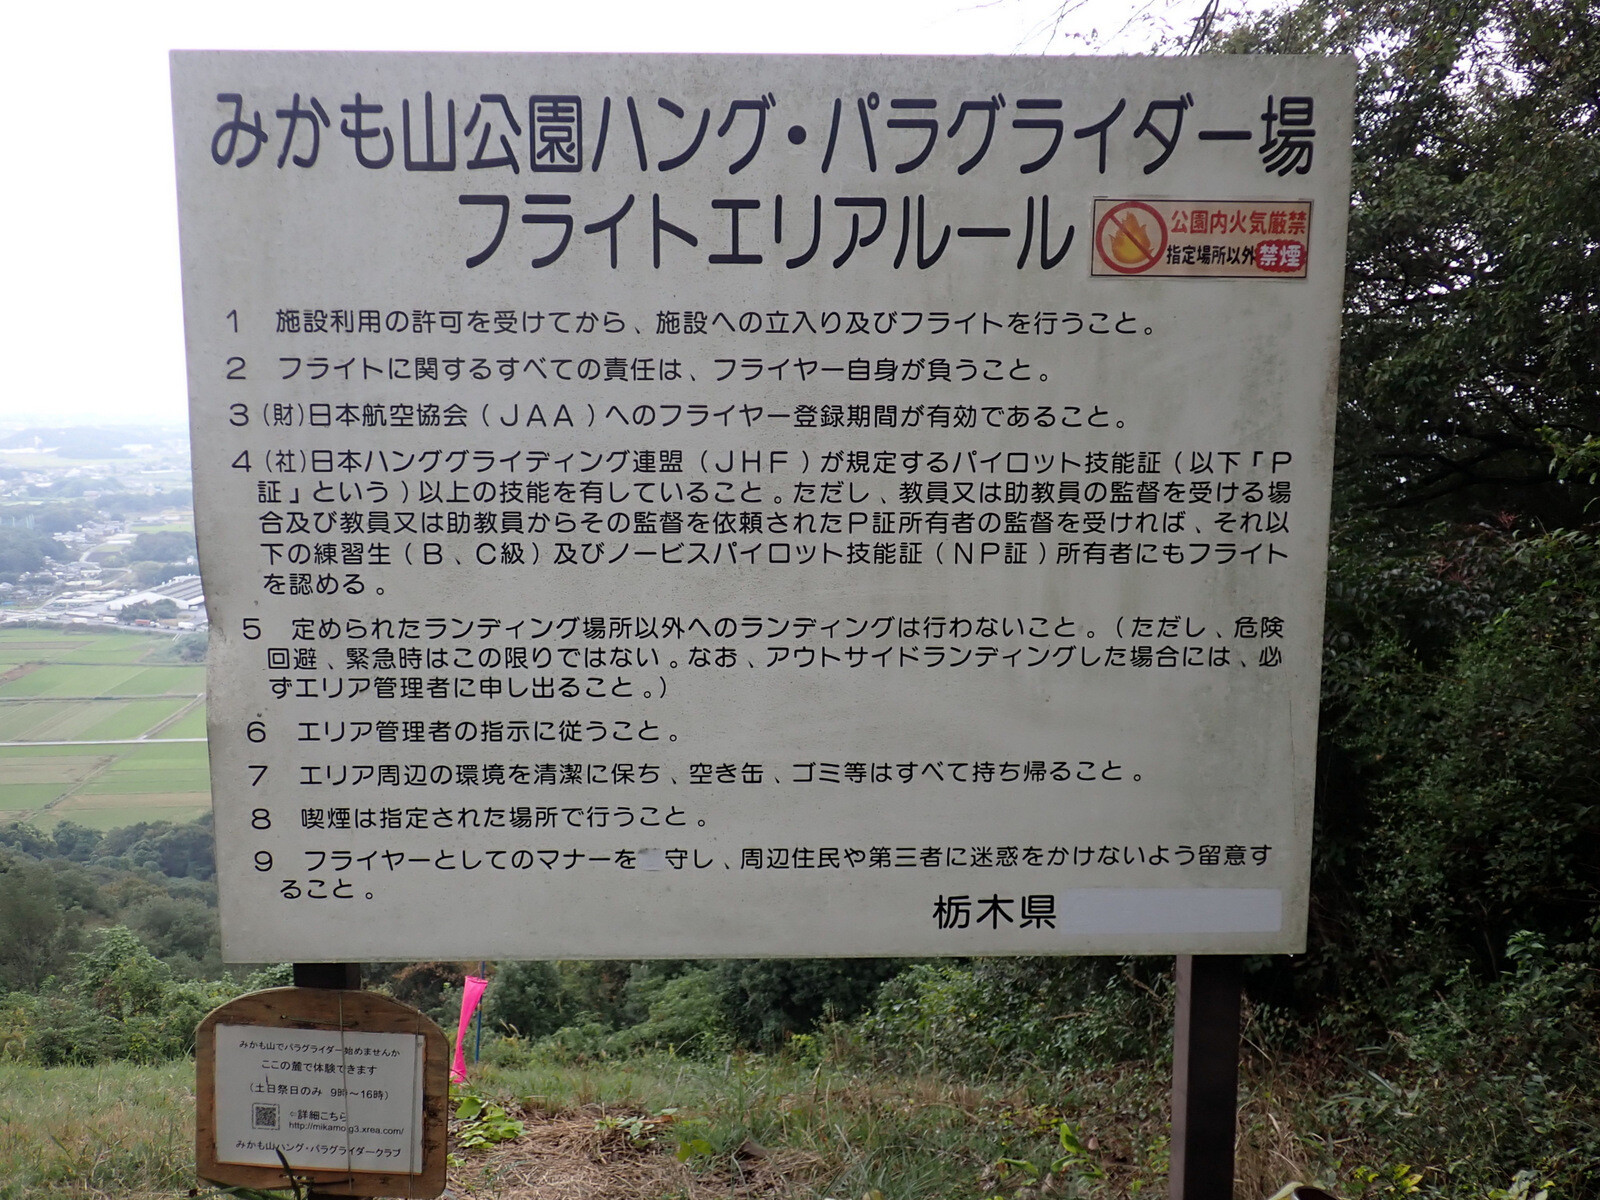 みかも山公園ハング・パラグライダー場
フライトエリアルール
公園内火気厳禁
指定場所以外禁煙
1 施設利用の許可を受けてから、施設への立入り及びフライトを行うこと。
2 フライトに関するすべての責任は、フライヤー自身が負うこと。
3 (財)日本航空協会(JAA)へのフライヤー登録期間が有効であること。
4 (社)日本ハンググライディング連盟(JHF)が規定するパイロット技能証(以下「P
証」という)以上の技能を有していること。ただし、教員又は助教員の監督を受ける場
合及び教員又は助教員からその監督を依頼されたP証所有者の監督を受ければ、それ以
下の練習生(B、C級)及びノービスパイロット技能証(NP証)所有者にもフライト
を認める。
5 定められたランディング場所以外へのランディングは行わないこと。(ただし、危険
回避、緊急時はこの限りではない。なお、アウトサイドランディングした場合には、必
ずエリア管理者に申し出ること。)
6 エリア管理者の指示に従うこと。
7 エリア周辺の環境を清潔に保ち、空き缶、ゴミ等はすべて持ち帰ること。
8 喫煙は指定された場所で行うこと。
9 フライヤーとしてのマナーを 守し、周辺住民や第三者に迷惑をかけないよう留意す
ること。
栃木県
みかも山でパラグライダー始めませんか
ここの麓で体験できます
(土日祭日のみ 9時～16時)
⇨詳細こちら
http://mikamo.g3.xrea.com/
みかも山ハング・パラグライダークラブ